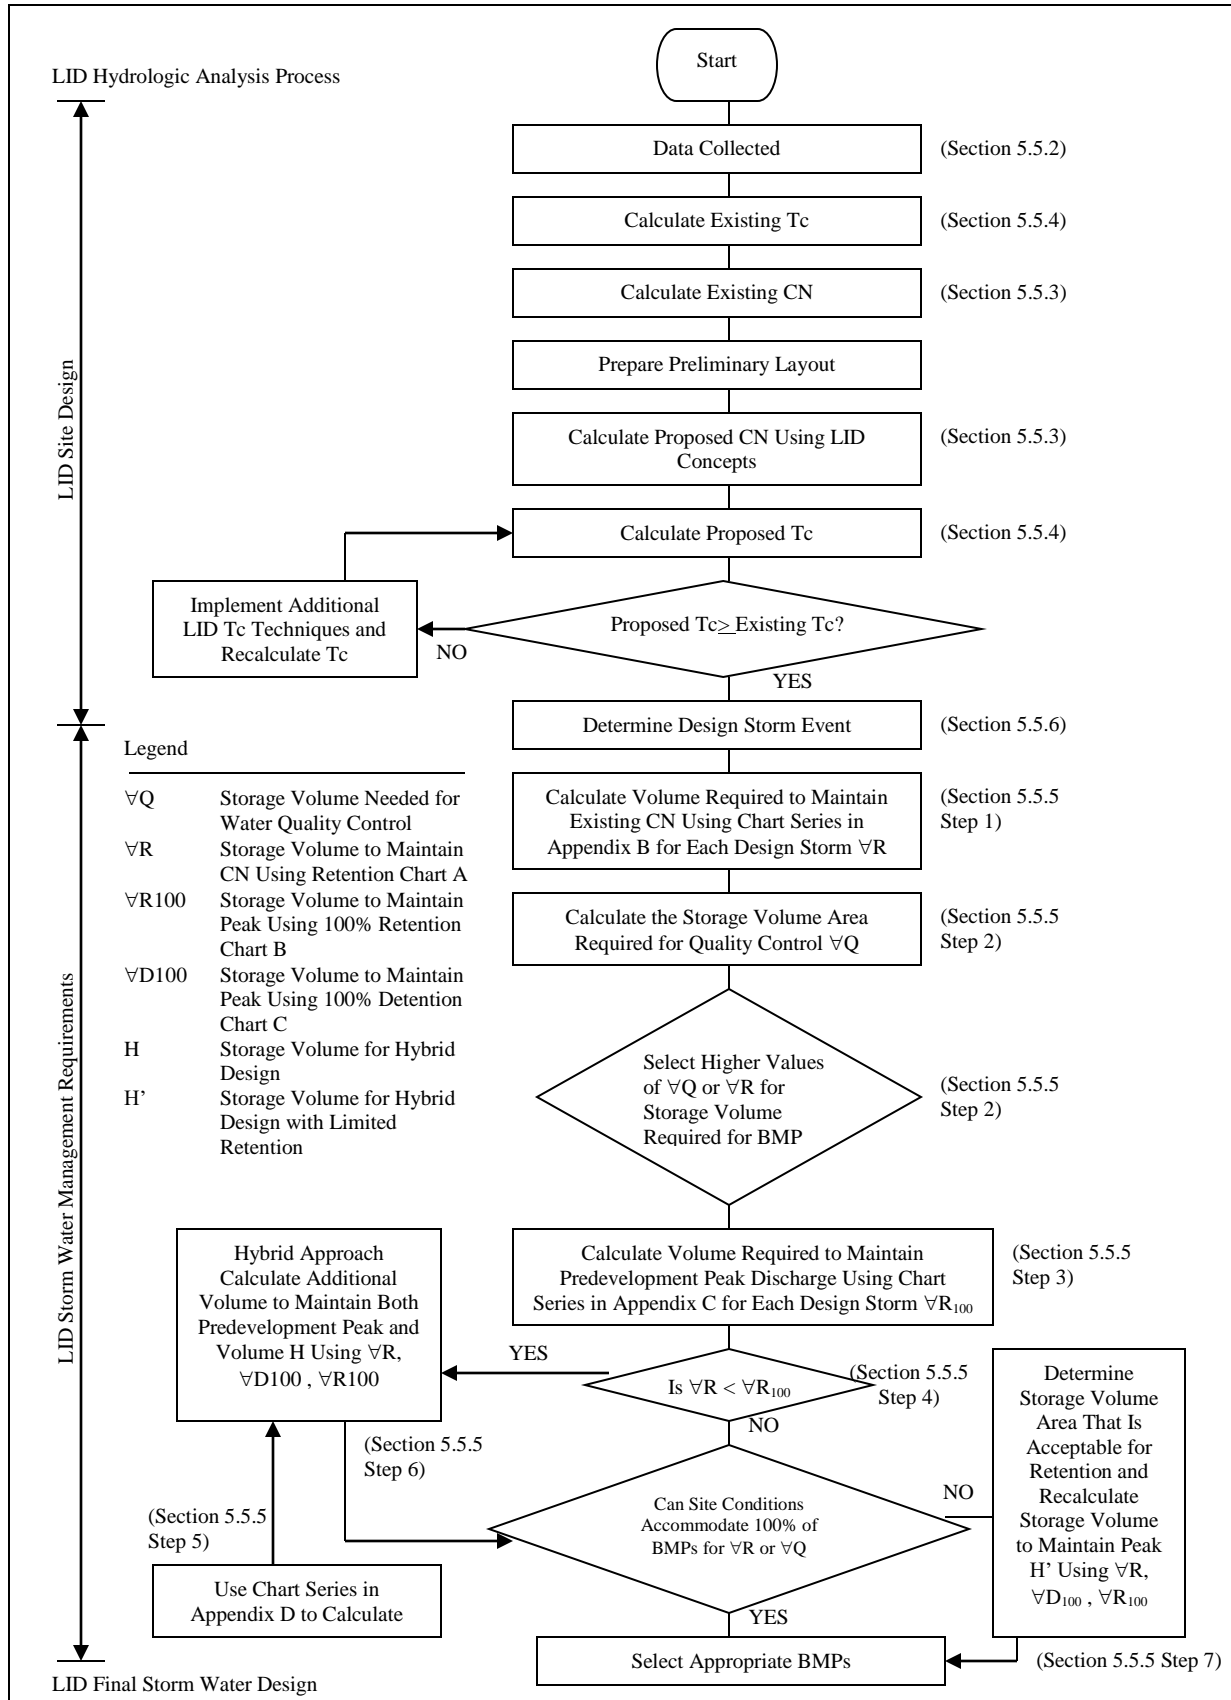 Start
LID Hydrologic Analysis Process
Data Collected
(Section 5.5.2)
Calculate Existing Tc
(Section 5.5.4)
Calculate Existing CN
(Section 5.5.3)
Prepare Preliminary Layout
Calculate Proposed CN Using LID
Concepts
(Section 5.5.3)
Calculate Proposed Tc
(Section 5.5.4)
LID Site Design
Implement Additional
LID Tc Techniques and
Recalculate Tc
NO
Proposed Tc≥Existing Tc?
YES
Determine Design Storm Event
(Section 5.5.6)
Legend
∀Q Storage Volume Needed for
Water Quality Control
∀R Storage Volume to Maintain
CN Using Retention Chart A
∀R100 Storage Volume to Maintain
Peak Using 100% Retention
Chart B
∀D100 Storage Volume to Maintain
Peak Using 100% Detention
Chart C
H Storage Volume for Hybrid
Design
H’ Storage Volume for Hybrid
Design with Limited
Retention
Calculate Volume Required to Maintain
Existing CN Using Chart Series in
Appendix B for Each Design Storm ∀R
(Section 5.5.5
Step 1)
Calculate the Storage Volume Area
Required for Quality Control ∀Q
(Section 5.5.5
Step 2)
Select Higher Values
of ∀Q or ∀R for
Storage Volume
Required for BMP
(Section 5.5.5
Step 2)
LID Storm Water Management Requirements
Hybrid Approach
Calculate Additional
Volume to Maintain Both
Predevelopment Peak and
Volume H Using ∀R,
∀D100 , ∀R100
Calculate Volume Required to Maintain
Predevelopment Peak Discharge Using Chart
Series in Appendix C for Each Design Storm ∀R₁₀₀
(Section 5.5.5
Step 3)
YES
Is ∀R < ∀R₁₀₀
(Section 5.5.5
Step 4)
NO
Determine
Storage Volume
Area That Is
Acceptable for
Retention and
Recalculate
Storage Volume
to Maintain Peak
H’ Using ∀R,
∀D₁₀₀ , ∀R₁₀₀
(Section 5.5.5
Step 6)
(Section 5.5.5
Step 5)
Can Site Conditions
Accommodate 100% of
BMPs for ∀R or ∀Q
NO
YES
Use Chart Series in
Appendix D to Calculate
Select Appropriate BMPs
(Section 5.5.5 Step 7)
LID Final Storm Water Design